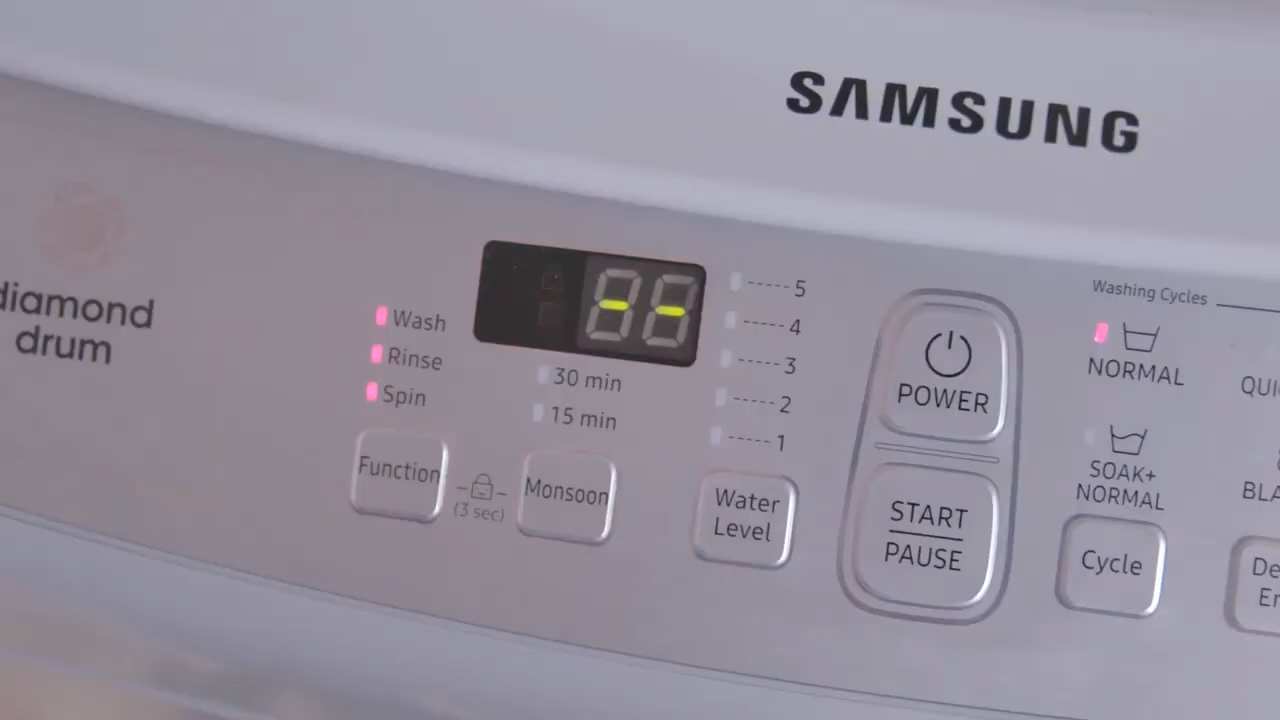 SAMSUNG
diamond
drum
Wash
Rinse
Spin
--
30 min
15 min
5
4
3
2
1
Function
(3 sec)
Monsoon
Water
Level
POWER
START
PAUSE
Washing Cycles
NORMAL
SOAK+
NORMAL
Cycle